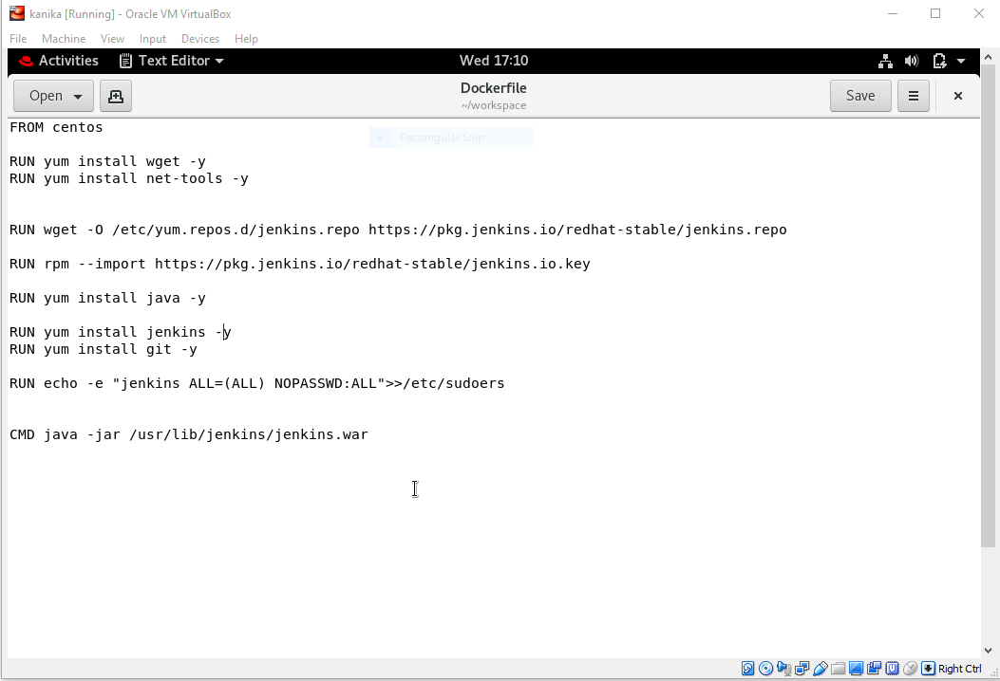 kanika [Running] - Oracle VM VirtualBox
File Machine View Input Devices Help
Activities Text Editor Wed 17:10
Open Dockerfile Save
~/workspace
FROM centos
Rectangular Snip
RUN yum install wget -y
RUN yum install net-tools -y
RUN wget -O /etc/yum.repos.d/jenkins.repo https://pkg.jenkins.io/redhat-stable/jenkins.repo
RUN rpm --import https://pkg.jenkins.io/redhat-stable/jenkins.io.key
RUN yum install java -y
RUN yum install jenkins -y
RUN yum install git -y
RUN echo -e "jenkins ALL=(ALL) NOPASSWD:ALL">>/etc/sudoers
CMD java -jar /usr/lib/jenkins/jenkins.war
Right Ctrl